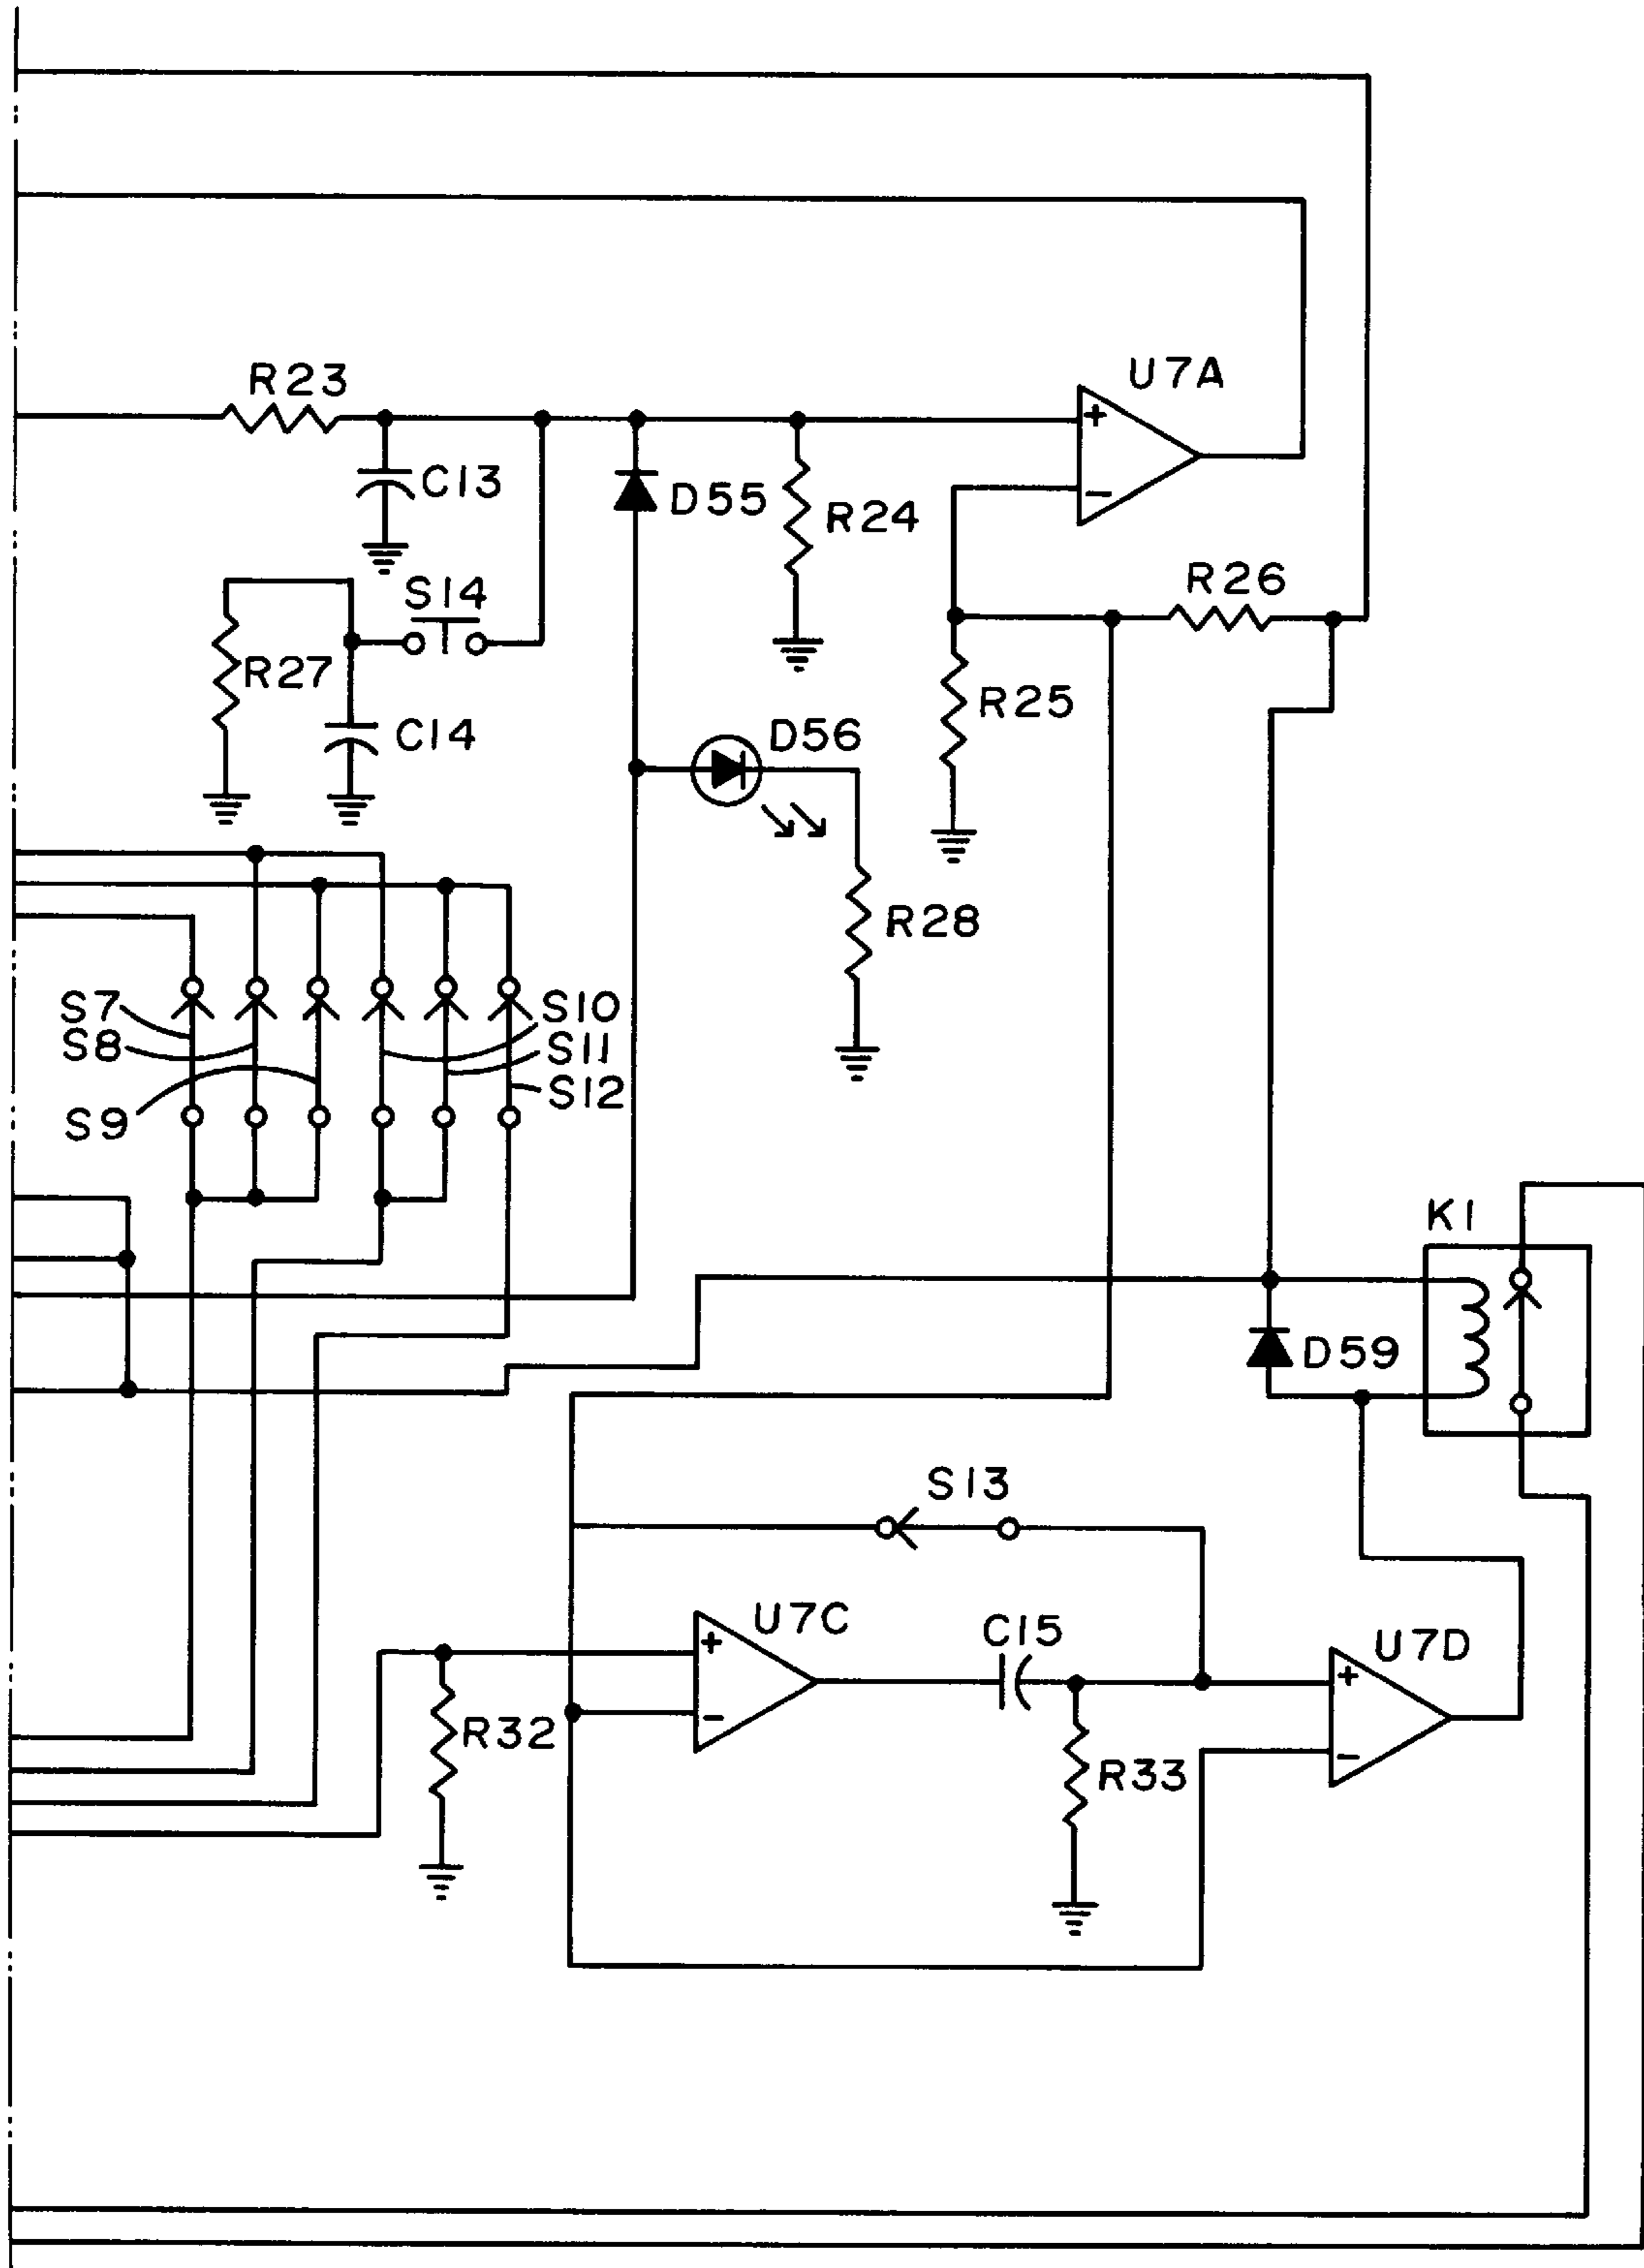 U7A
R23
C13
D55
R24
S14
R26
R27
R25
C14
D56
R28
S7
S10
S8
S11
S12
S9
K1
D59
S13
U7C
C15
U7D
R32
R33
+
-
+
-
+
-